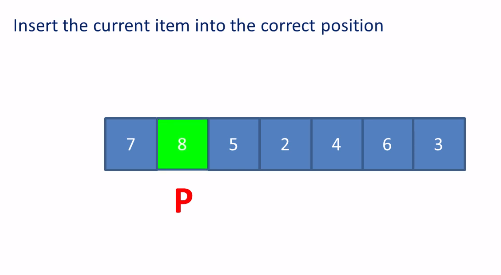 Insert the current item into the correct position
7 8 5 2 4 6 3
P